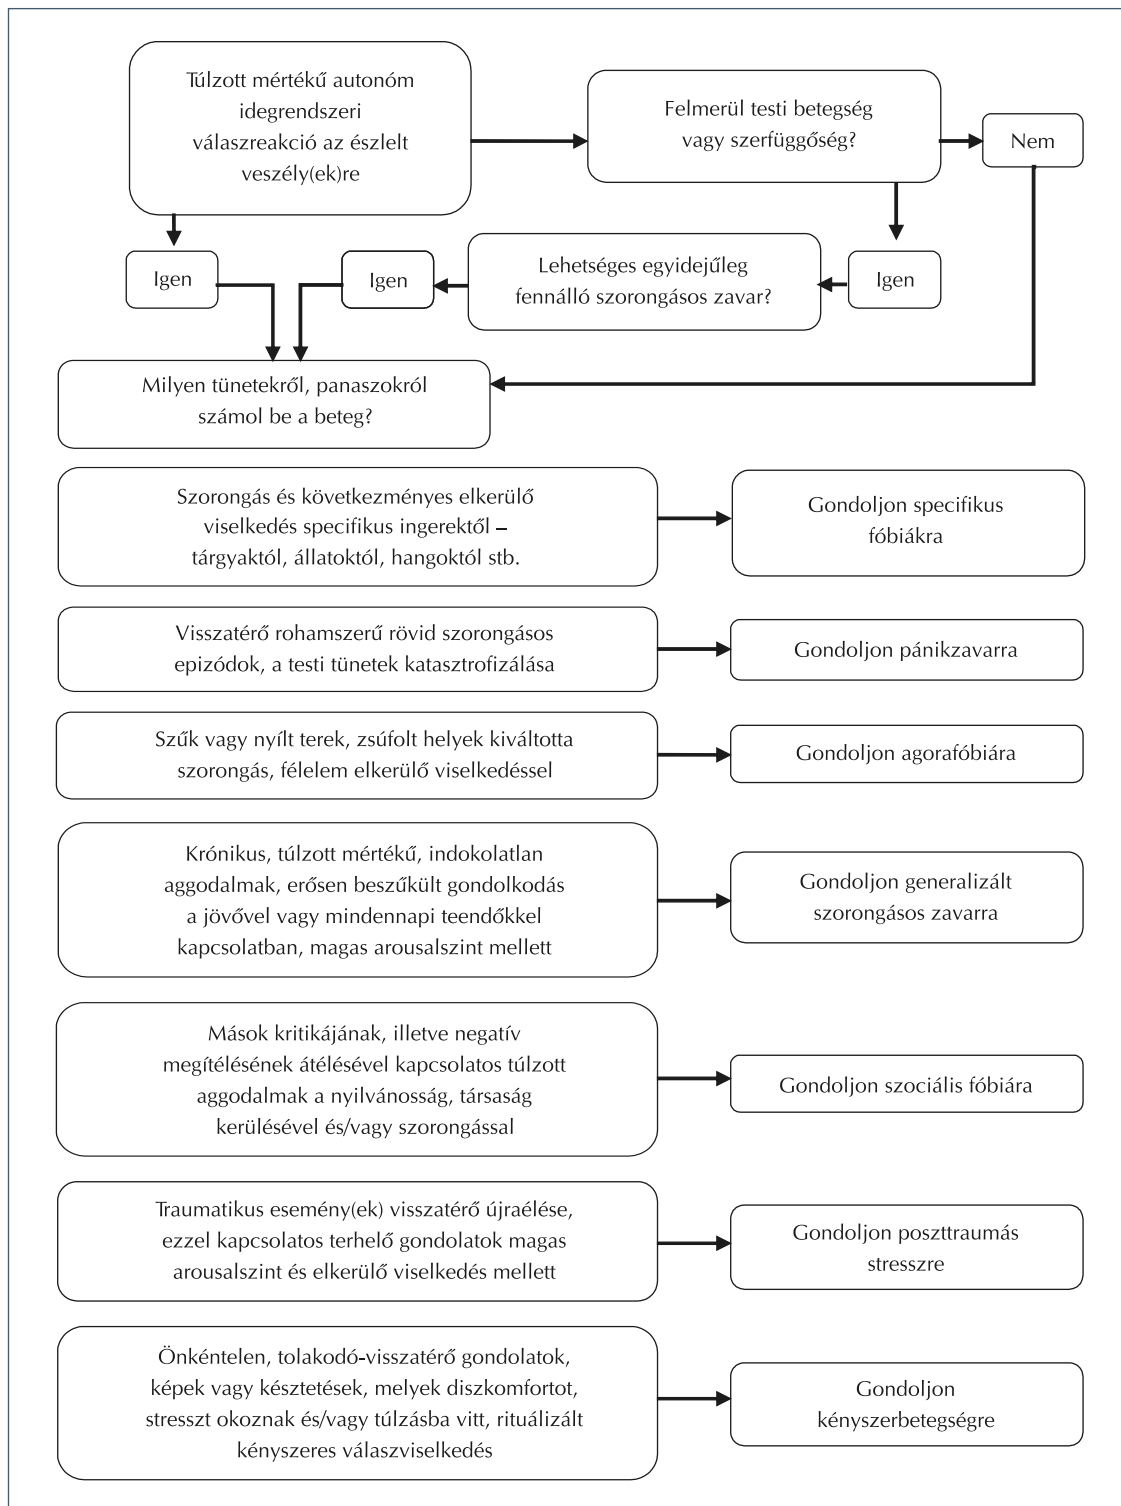 Túlzott mértékű autonóm
idegrendszeri
válaszreakció az észlelt
veszély(ek)re
Felmerül testi betegség
vagy szerfüggőség?
Nem
Igen
Igen
Lehetséges egyidejűleg
fennálló szorongásos zavar?
Igen
Milyen tünetekről, panaszokról
számol be a beteg?
Szorongás és következményes elkerülő
viselkedés specifikus ingerektől –
tárgyaktól, állatoktól, hangoktól stb.
Gondoljon specifikus
fóbiákra
Visszatérő rohamszerű rövid szorongásos
epizódok, a testi tünetek katasztrofizálása
Gondoljon pánikzavarra
Szűk vagy nyílt terek, zsúfolt helyek kiváltotta
szorongás, félelem elkerülő viselkedéssel
Gondoljon agorafóbiára
Krónikus, túlzott mértékű, indokolatlan
aggodalmak, erősen beszűkült gondolkodás
a jövővel vagy mindennapi teendőkkel
kapcsolatban, magas arousalszint mellett
Gondoljon generalizált
szorongásos zavarra
Mások kritikájának, illetve negatív
megítélésének átélésével kapcsolatos túlzott
aggodalmak a nyilvánosság, társaság
kerülésével és/vagy szorongással
Gondoljon szociális fóbiára
Traumatikus esemény(ek) visszatérő újraélése,
ezzel kapcsolatos terhelő gondolatok magas
arousalszint és elkerülő viselkedés mellett
Gondoljon poszttraumás
stresszre
Önkéntelen, tolakodó-visszatérő gondolatok,
képek vagy késztetések, melyek diszkomfortot,
stresszt okoznak és/vagy túlzásba vitt, rituálizált
kényszeres válaszviselkedés
Gondoljon
kényszerbetegségre